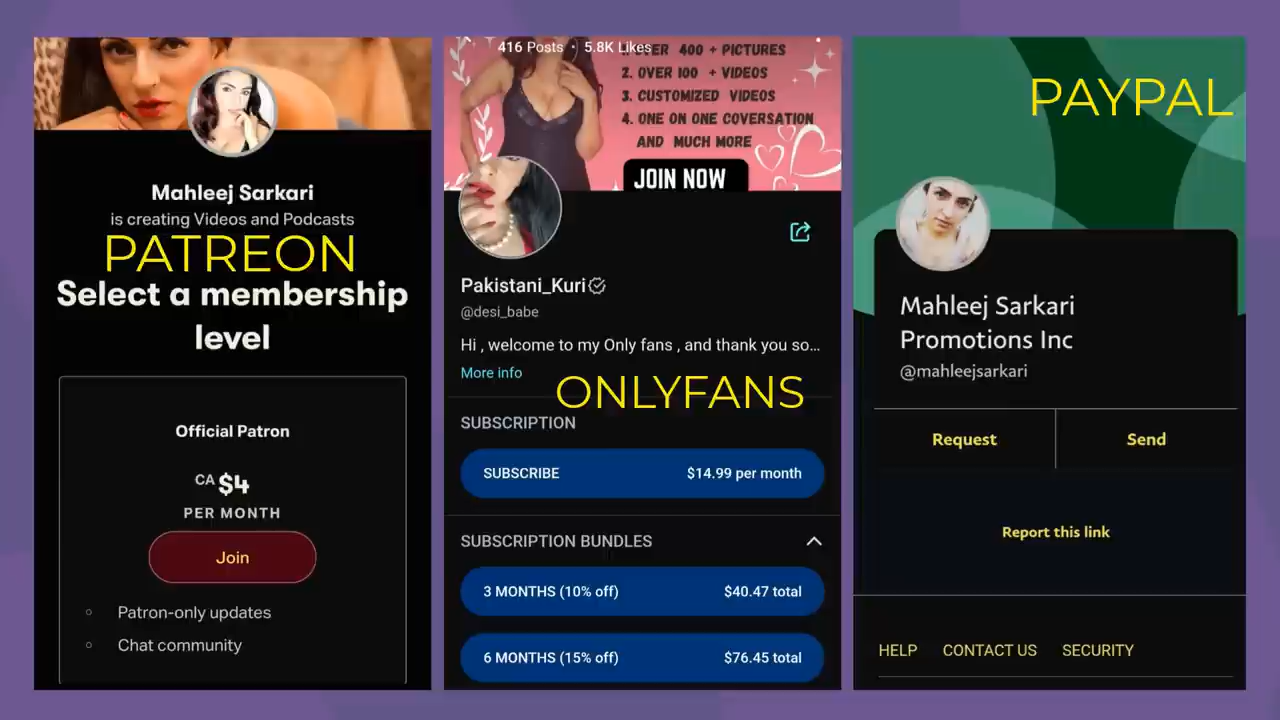 Mahleej Sarkari
is creating Videos and Podcasts
PATREON
Select a membership
level
Official Patron
CA $4
PER MONTH
Join
Patron-only updates
Chat community
416 Posts · 5.8K Likes
1. OVER 400 + PICTURES
2. OVER 100 + VIDEOS
3. CUSTOMIZED VIDEOS
4. ONE ON ONE COVERSATION
AND MUCH MORE
JOIN NOW
Pakistani_Kuri
@desi_babe
Hi , welcome to my Only fans , and thank you so...
More info
ONLYFANS
SUBSCRIPTION
SUBSCRIBE $14.99 per month
SUBSCRIPTION BUNDLES
3 MONTHS (10% off) $40.47 total
6 MONTHS (15% off) $76.45 total
PAYPAL
Mahleej Sarkari
Promotions Inc
@mahleejsarkari
Request Send
Report this link
HELP CONTACT US SECURITY